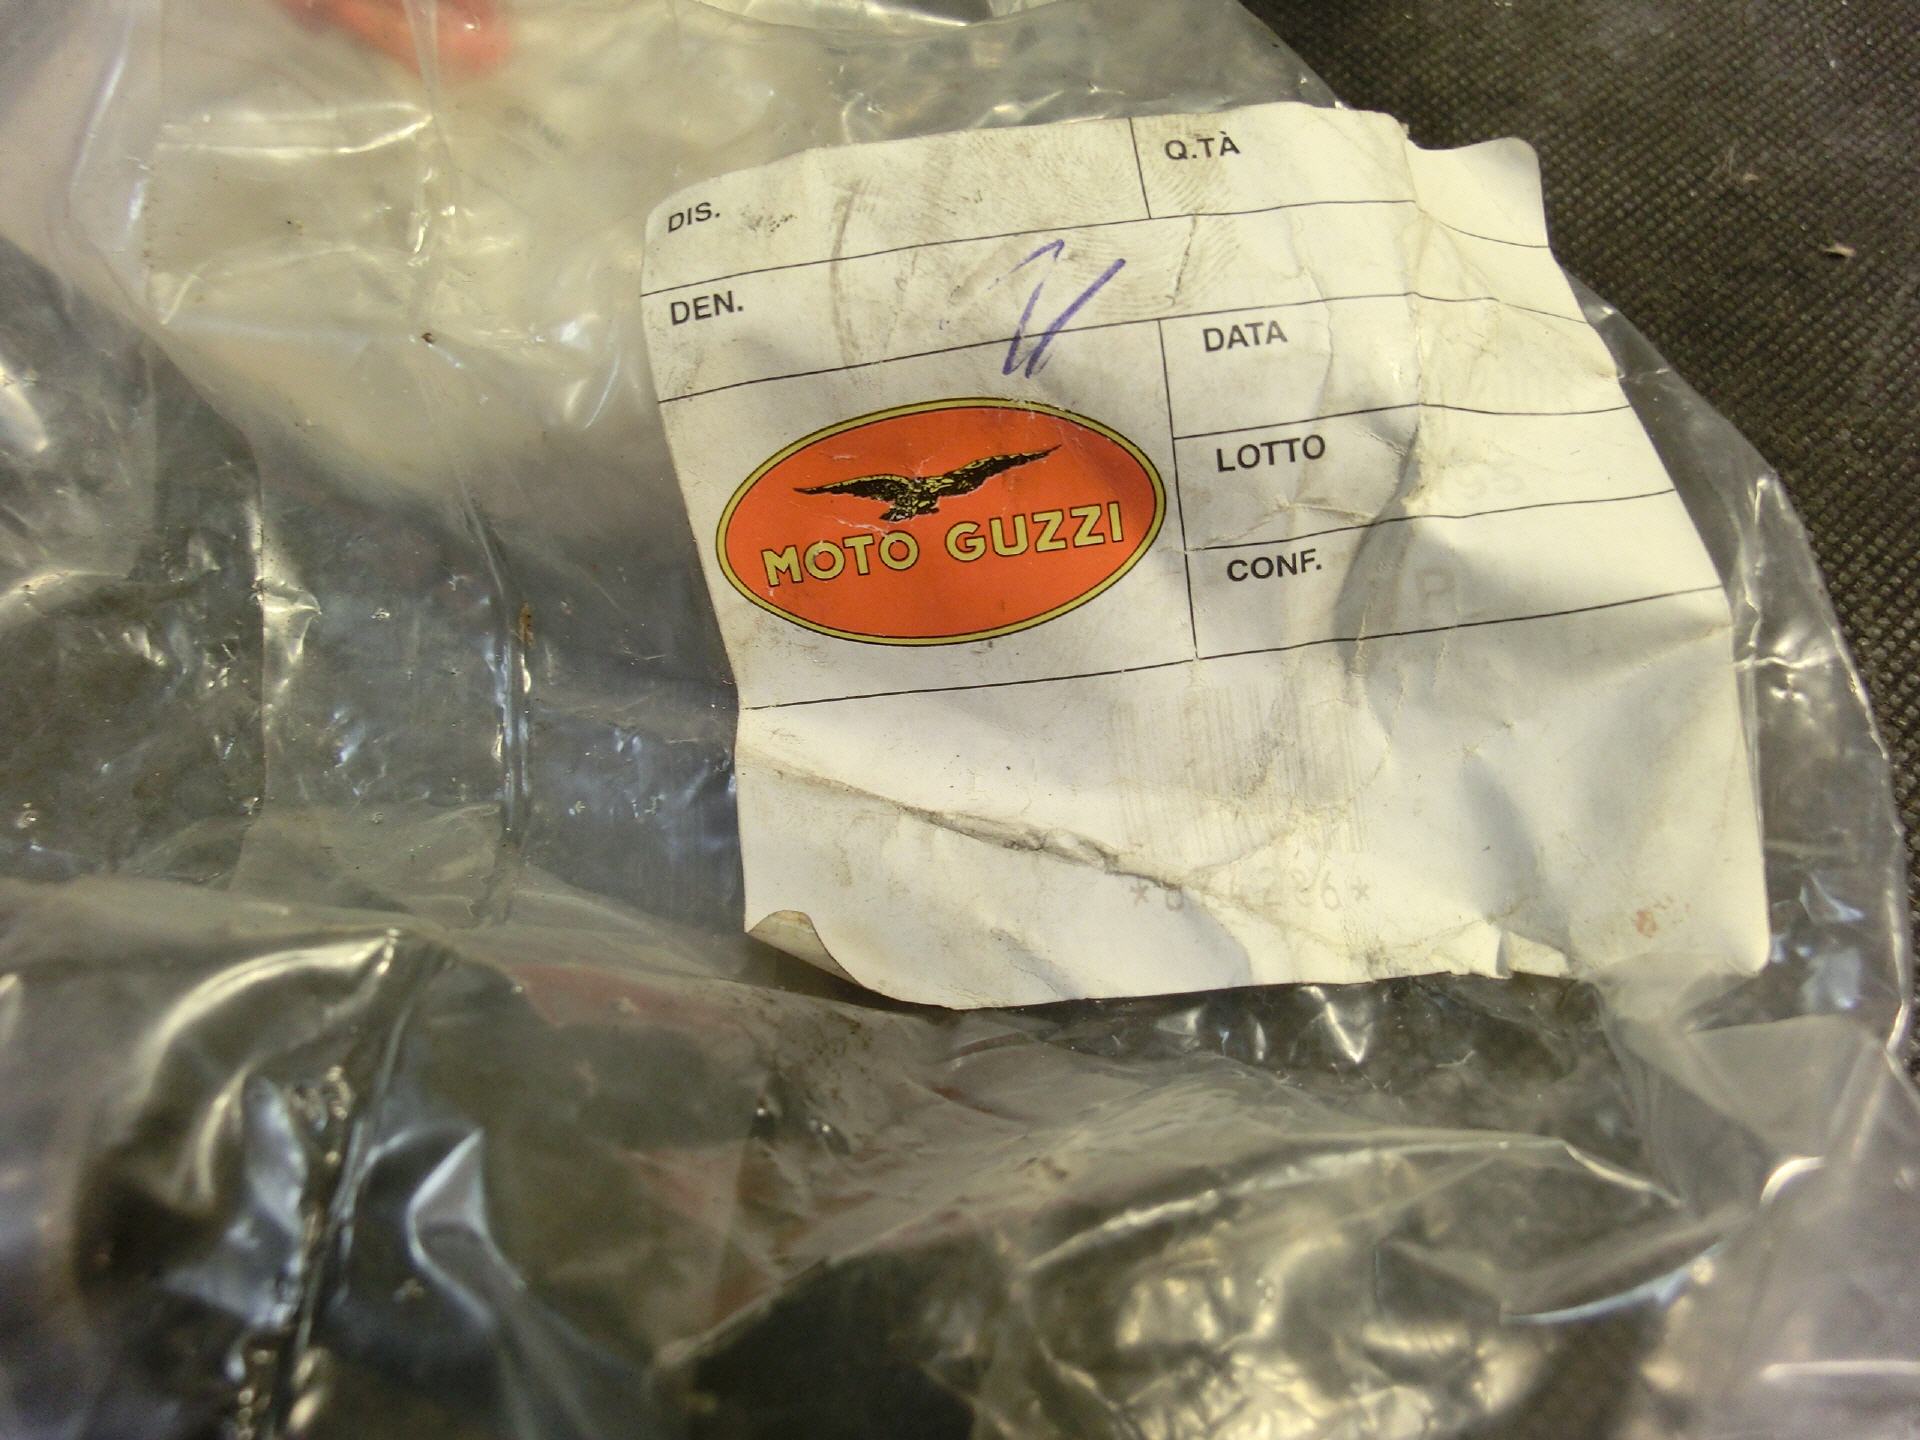 DIS.
Q.TÀ
DEN.
DATA
MOTO GUZZI
LOTTO
CONF.